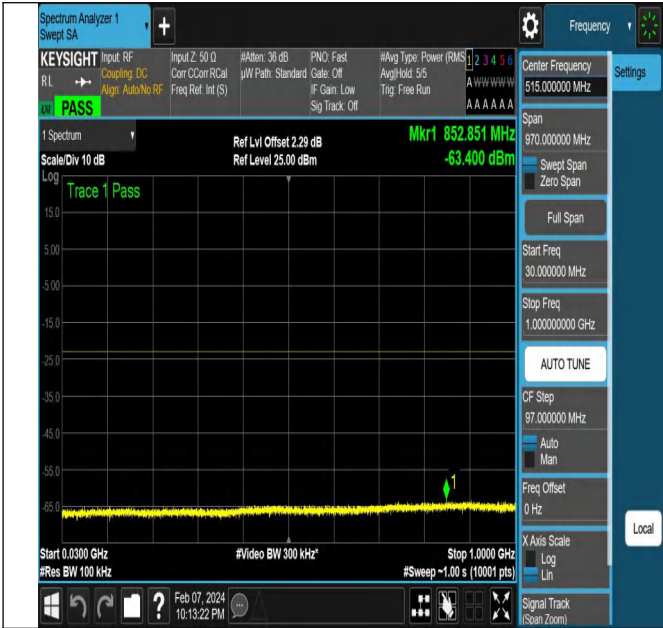 Spectrum Analyzer 1
Swept SA
Frequency
KEYSIGHT
RL
PASS
Input: RF
Coupling: DC
Align: Auto/No RF
Input Z: 50 Ω
Corr CCorr RCal
Freq Ref: Int (S)
#Atten: 36 dB
µW Path: Standard
PNO: Fast
Gate: Off
IF Gain: Low
Sig Track: Off
#Avg Type: Power (RMS
Avg|Hold: 5/5
Trig: Free Run
1 2 3 4 5 6
A W W W W W
A A A A A A
1 Spectrum
Scale/Div 10 dB
Log
Ref Lvl Offset 2.29 dB
Ref Level 25.00 dBm
Mkr1 852.851 MHz
-63.400 dBm
Trace 1 Pass
15.0
5.00
-5.00
-15.0
-25.0
-35.0
-45.0
-55.0
-65.0
1
Start 0.0300 GHz
#Res BW 100 kHz
#Video BW 300 kHz*
Stop 1.0000 GHz
#Sweep ~1.00 s (10001 pts)
Feb 07, 2024
10:13:22 PM
Center Frequency
515.000000 MHz
Settings
Span
970.000000 MHz
Swept Span
Zero Span
Full Span
Start Freq
30.000000 MHz
Stop Freq
1.000000000 GHz
AUTO TUNE
CF Step
97.000000 MHz
Auto
Man
Freq Offset
0 Hz
X Axis Scale
Log
Lin
Local
Signal Track
(Span Zoom)